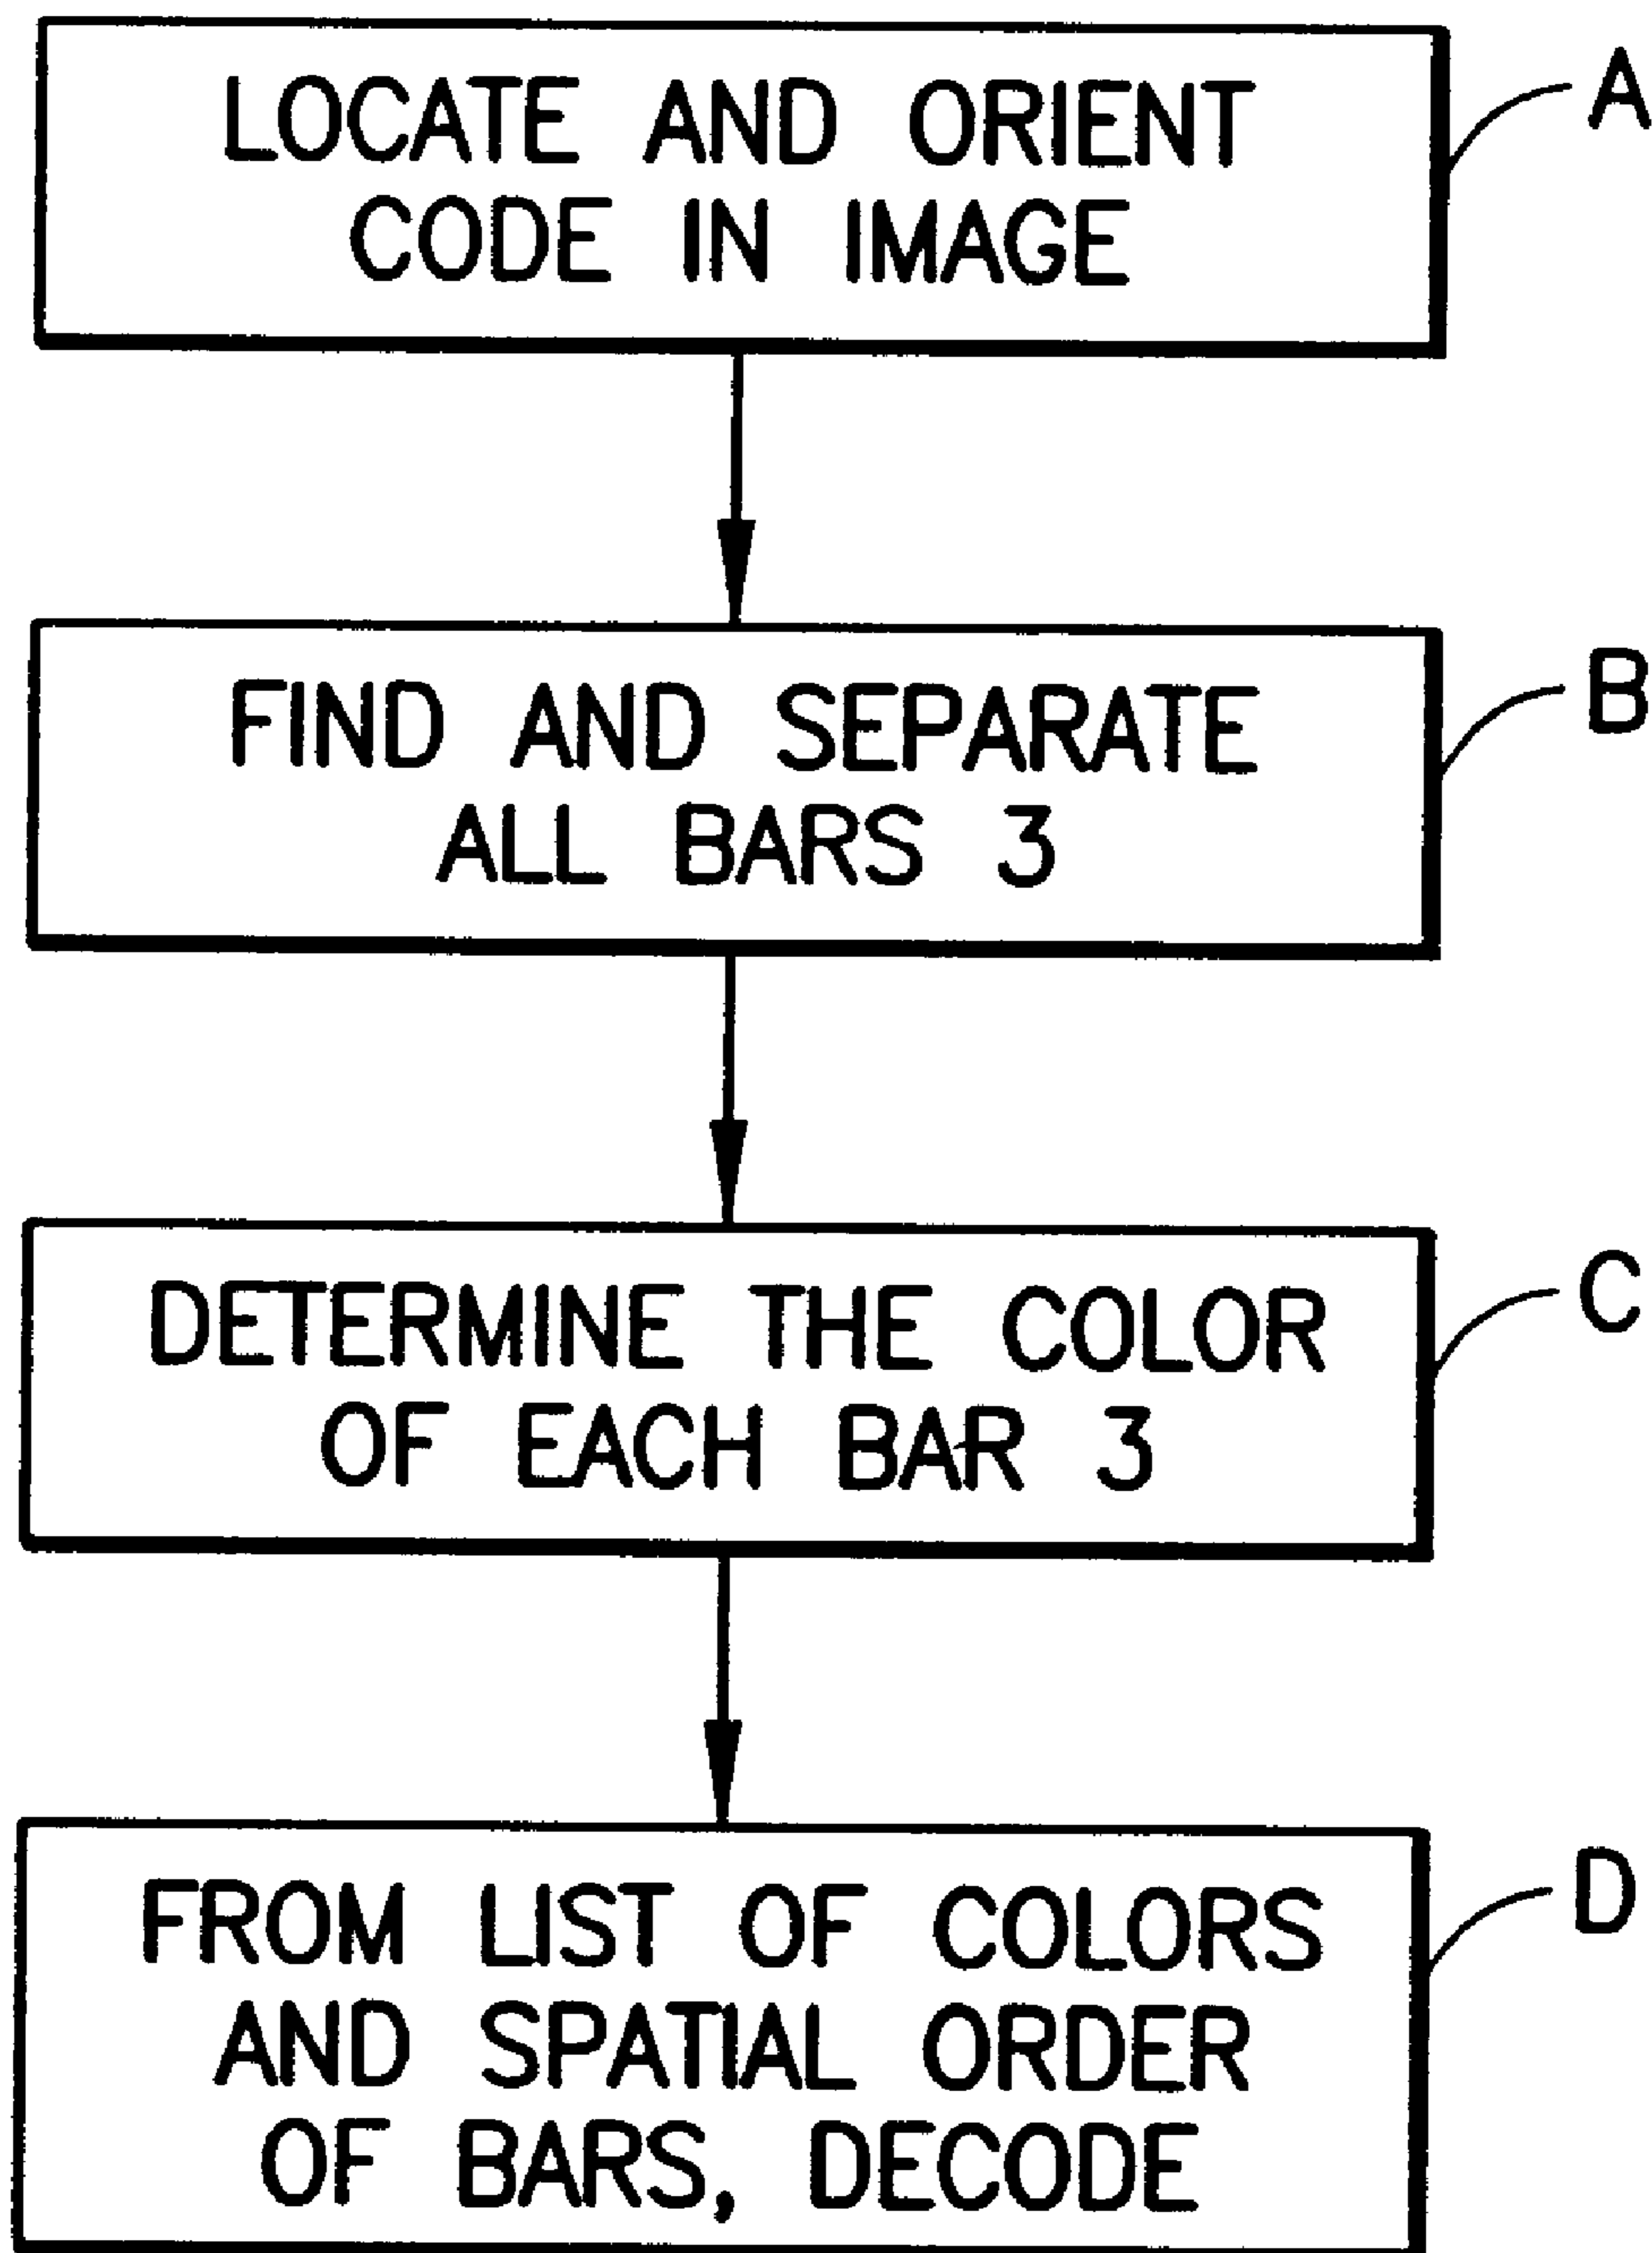 LOCATE AND ORIENT
CODE IN IMAGE
A
FIND AND SEPARATE
ALL BARS 3
B
DETERMINE THE COLOR
OF EACH BAR 3
C
FROM LIST OF COLORS
AND SPATIAL ORDER
OF BARS, DECODE
D